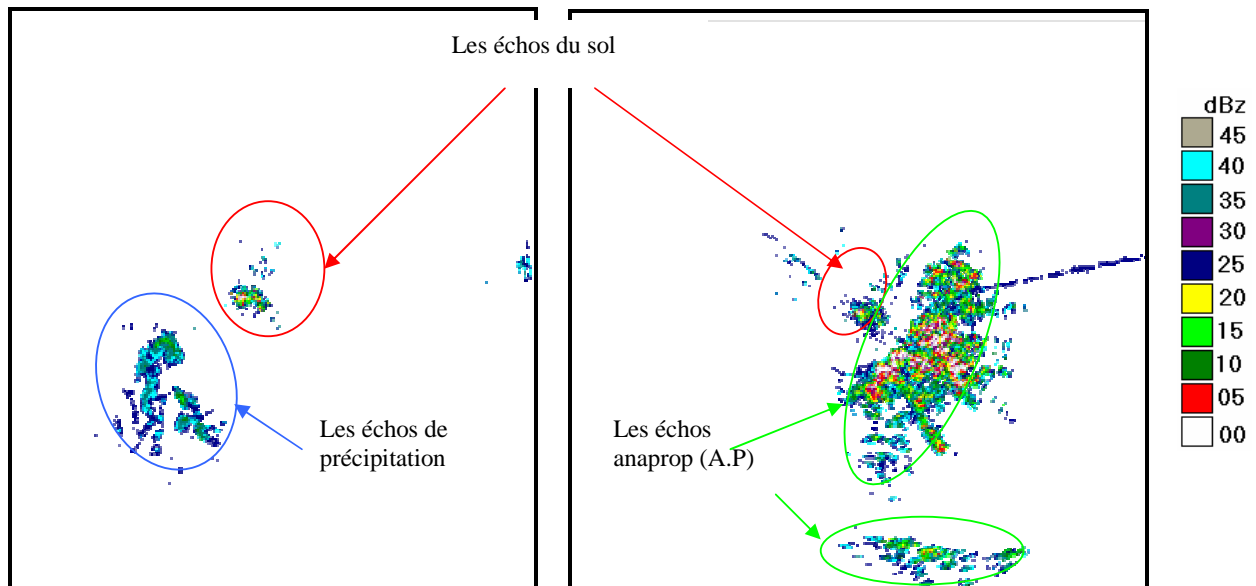 Les échos du sol
Les échos de
précipitation
Les échos
anaprop (A.P)
dBz
45
40
35
30
25
20
15
10
05
00